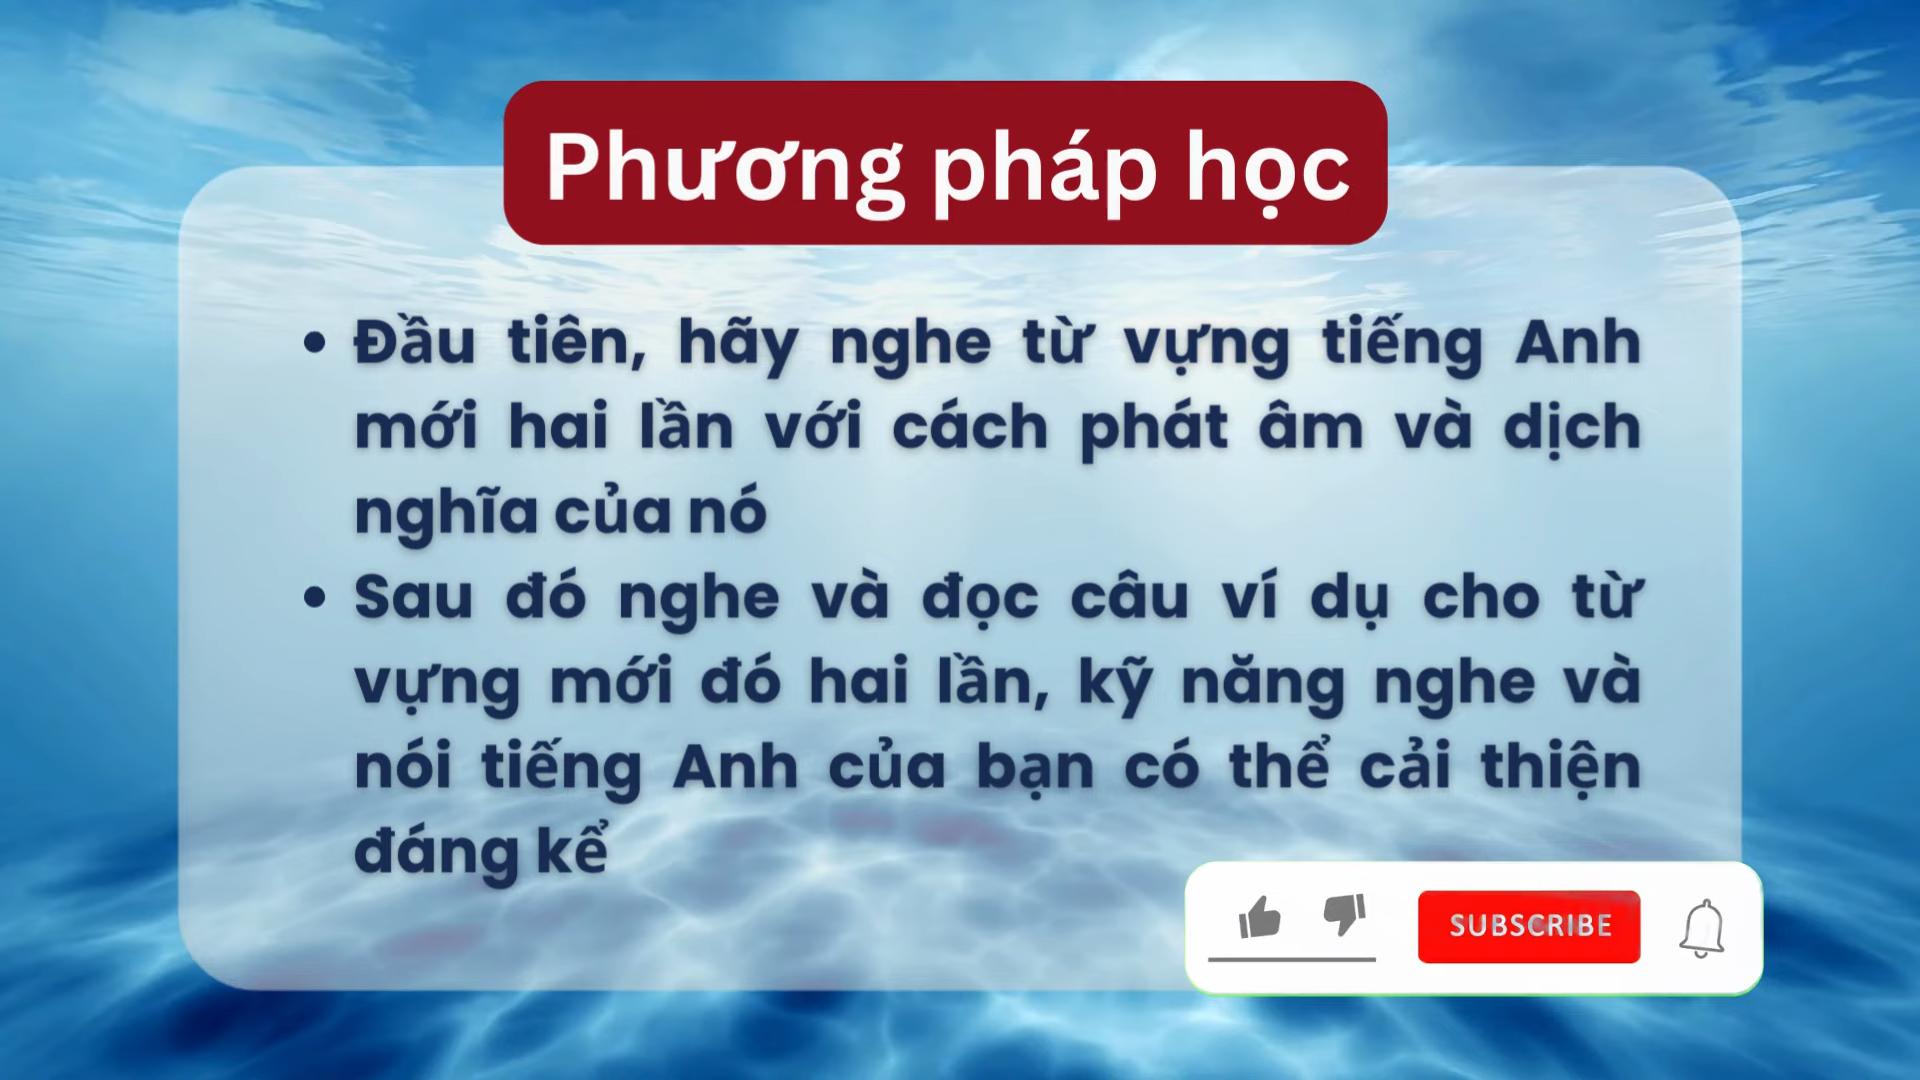 Phương pháp học
• Đầu tiên, hãy nghe từ vựng tiếng Anh
mới hai lần với cách phát âm và dịch
nghĩa của nó
• Sau đó nghe và đọc câu ví dụ cho từ
vựng mới đó hai lần, kỹ năng nghe và
nói tiếng Anh của bạn có thể cải thiện
đáng kể
SUBSCRIBE